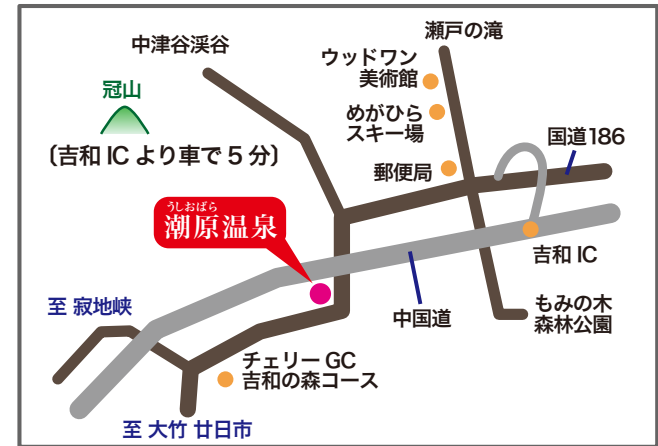 瀬戸の滝
中津谷渓谷
ウッドワン
美術館
冠山
めがひら
スキー場
国道186
〔吉和 IC より車で 5 分〕
郵便局
うしおばら
潮原温泉
吉和 IC
至 寂地峡
中国道
もみの木
森林公園
チェリー GC
吉和の森コース
至 大竹 廿日市